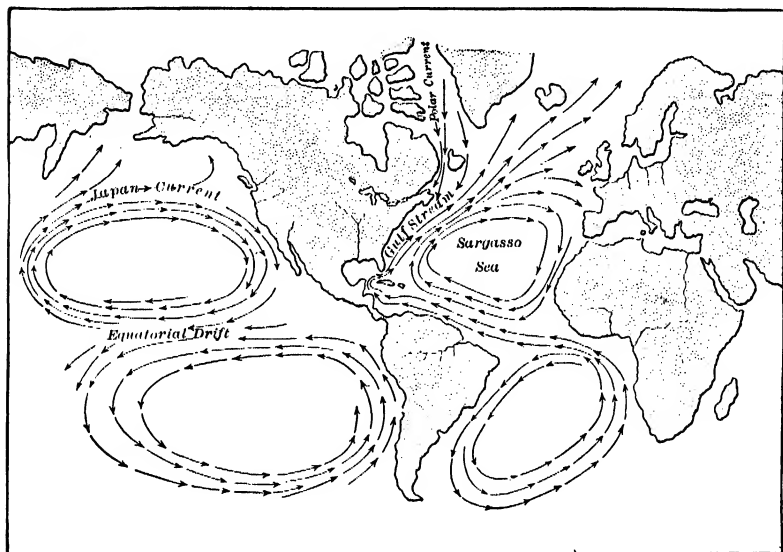 Polar Current
Japan Current
Gulf Stream
Sargasso
Sea
Equatorial Drift